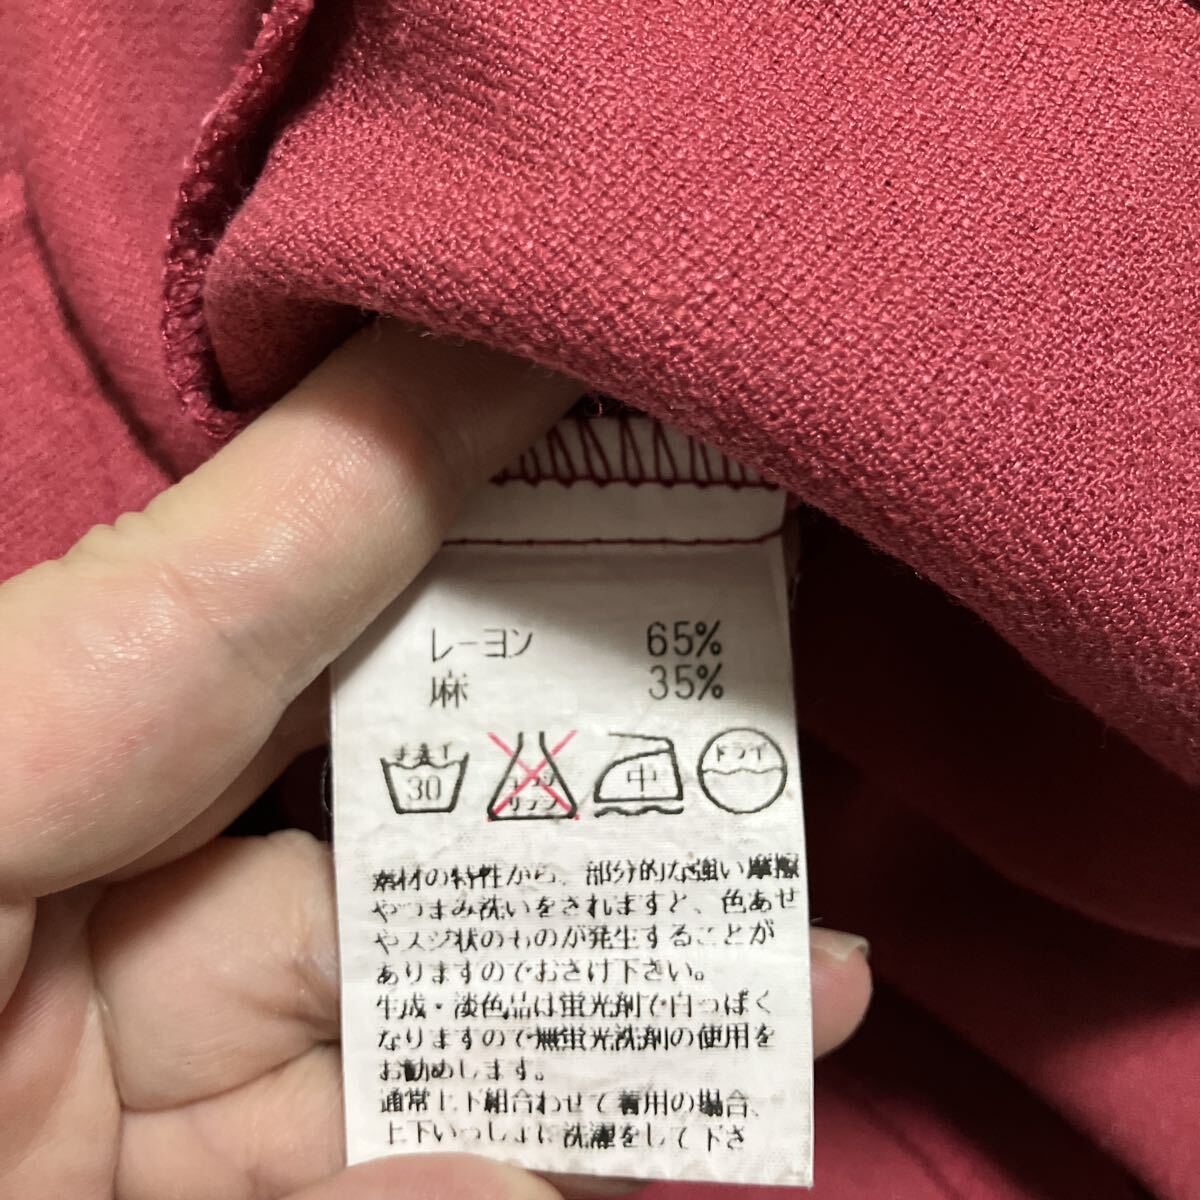 レーヨン 65%
麻 35%
手洗イ 30 エンソ サラシ 中 ドライ
素材の特性から、部分的な強い摩擦
やつまみ洗いをされますと、色あせ
やスジ状のものが発生することが
ありますのでおさけ下さい。
生成・淡色品は蛍光剤で白っぽく
なりますので無蛍光洗剤の使用を
お勧めします。
通常上下組合わせて着用の場合、
上下いっしょに洗濯をして下さ